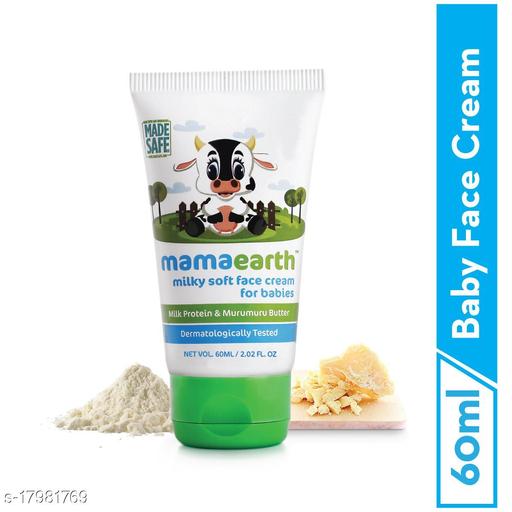 MADE
SAFE
mamaearth™
milky soft face cream
for babies
Milk Protein & Murumuru Butter
Dermatologically Tested
NET VOL. 60ML / 2.02 FL. OZ
60ml Baby Face Cream
s-17981769